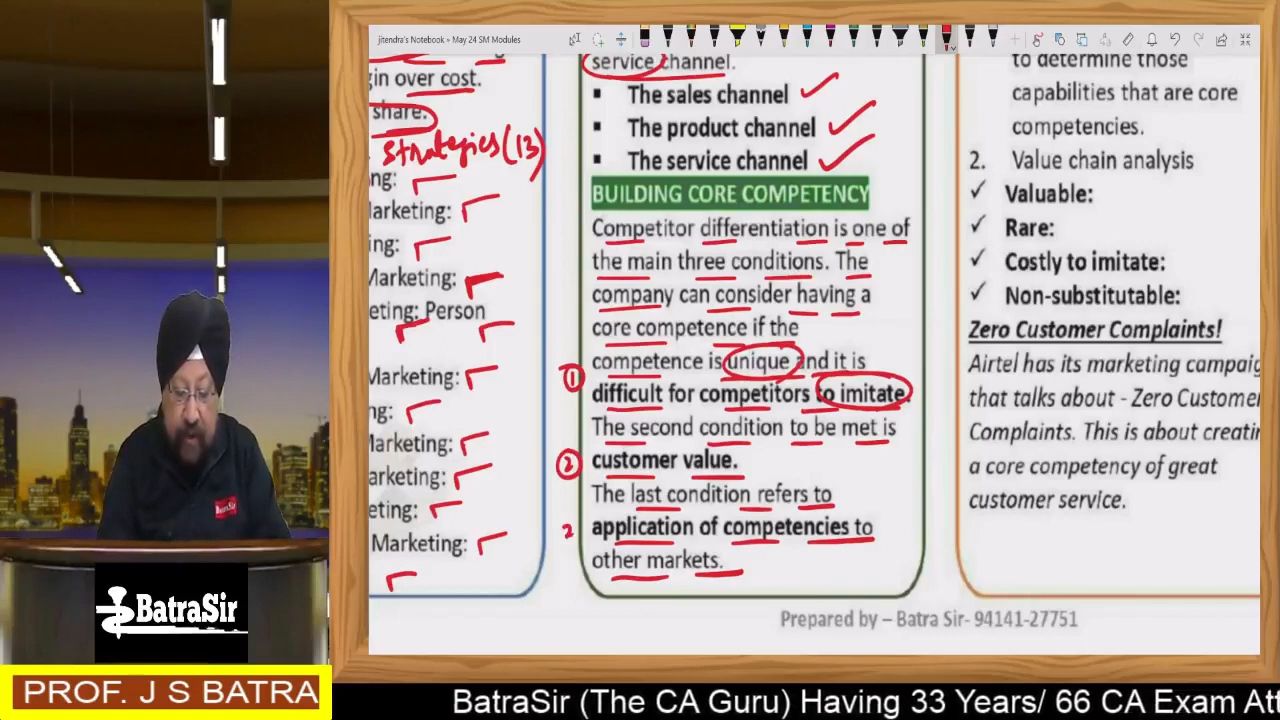 jitendra's Notebook » May 24 SM Modules
gin over cost.
share.
Strategies (13)
ng:
arketing:
ing:
Marketing:
eting: Person
Marketing:
ng:
Marketing:
arketing:
eting:
Marketing:
service channel.
▪ The sales channel
▪ The product channel
▪ The service channel
BUILDING CORE COMPETENCY
Competitor differentiation is one of
the main three conditions. The
company can consider having a
core competence if the
competence is unique and it is
① difficult for competitors to imitate.
The second condition to be met is
② customer value.
The last condition refers to
2 application of competencies to
other markets.
to determine those
capabilities that are core
competencies.
2. Value chain analysis
✓ Valuable:
✓ Rare:
✓ Costly to imitate:
✓ Non-substitutable:
Zero Customer Complaints!
Airtel has its marketing campaig
that talks about - Zero Customer
Complaints. This is about creatin
a core competency of great
customer service.
Prepared by – Batra Sir- 94141-27751
BatraSir
BatraSir
PROF. J S BATRA
BatraSir (The CA Guru) Having 33 Years/ 66 CA Exam Att